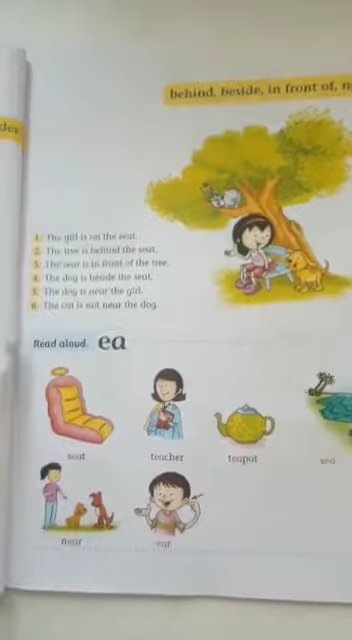 behind, beside, in front of, n
1. The girl is on the seat.
2. The tree is behind the seat.
3. The seat is in front of the tree.
4. The dog is beside the seat.
5. The dog is near the girl.
6. The cat is not near the dog.
Read aloud. ea
seat teacher teapot sea
near ear